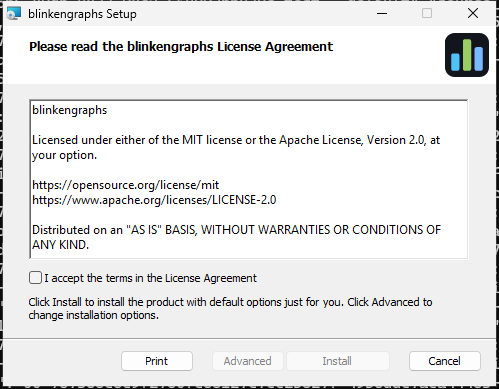 blinkengraphs Setup
Please read the blinkengraphs License Agreement
blinkengraphs
Licensed under either of the MIT license or the Apache License, Version 2.0, at
your option.
https://opensource.org/license/mit
https://www.apache.org/licenses/LICENSE-2.0
Distributed on an "AS IS" BASIS, WITHOUT WARRANTIES OR CONDITIONS OF
ANY KIND.
I accept the terms in the License Agreement
Click Install to install the product with default options just for you. Click Advanced to
change installation options.
Print
Advanced
Install
Cancel